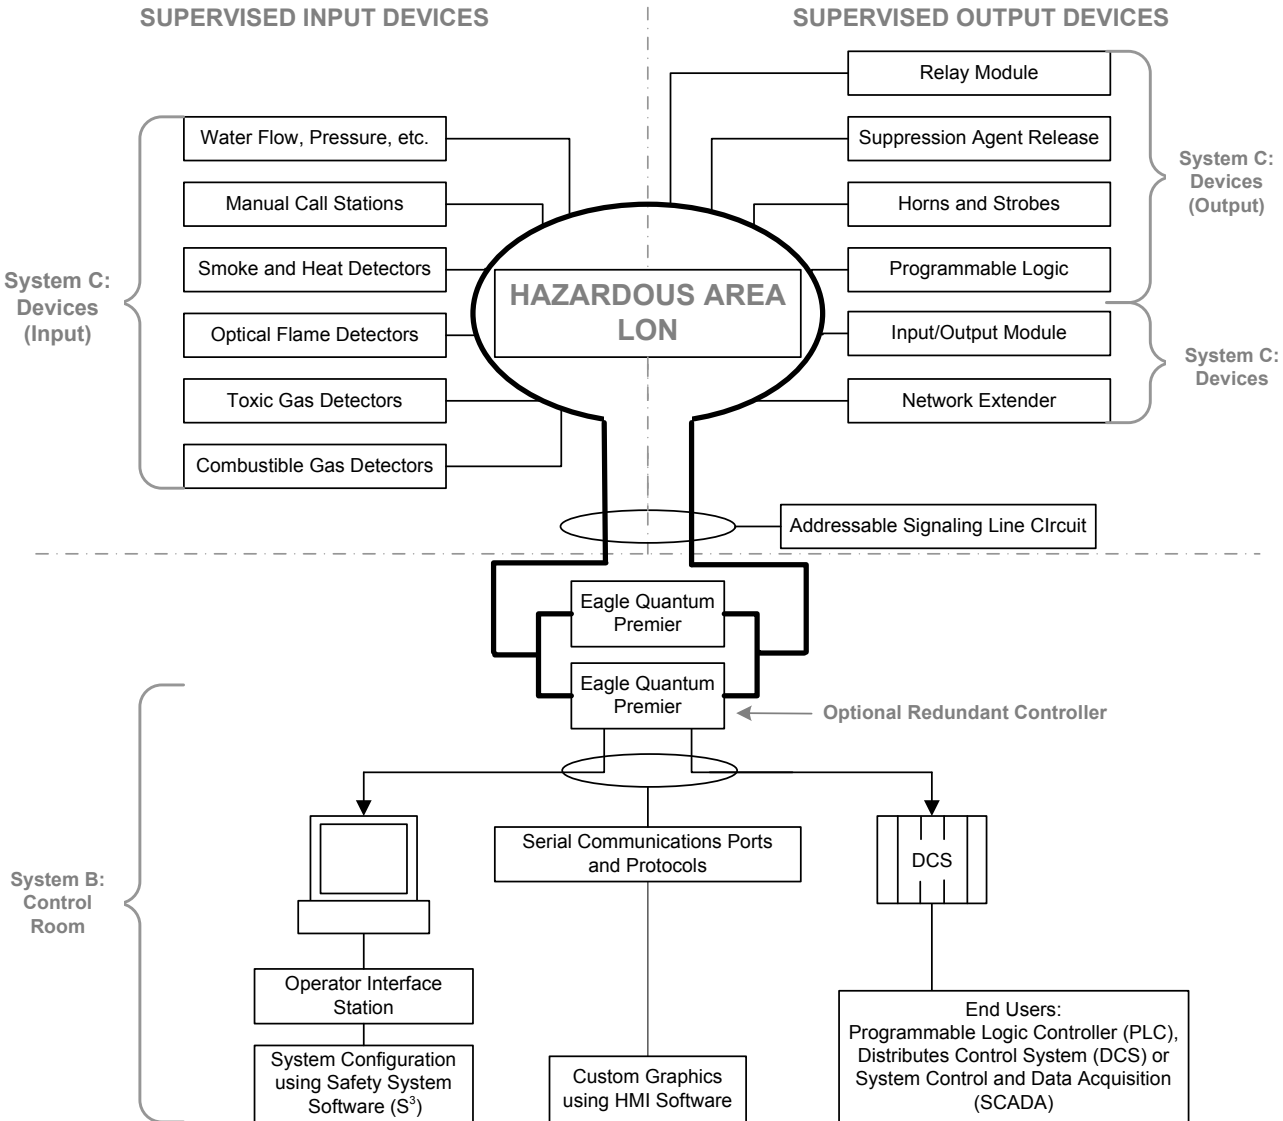 SUPERVISED INPUT DEVICES
SUPERVISED OUTPUT DEVICES
Water Flow, Pressure, etc.
Manual Call Stations
Smoke and Heat Detectors
Optical Flame Detectors
Toxic Gas Detectors
Combustible Gas Detectors
System C:
Devices
(Input)
HAZARDOUS AREA
LON
Relay Module
Suppression Agent Release
Horns and Strobes
Programmable Logic
Input/Output Module
Network Extender
System C:
Devices
(Output)
System C:
Devices
Addressable Signaling Line CIrcuit
Eagle Quantum
Premier
Eagle Quantum
Premier
Optional Redundant Controller
System B:
Control
Room
Serial Communications Ports
and Protocols
DCS
Operator Interface
Station
System Configuration
using Safety System
Software (S³)
Custom Graphics
using HMI Software
End Users:
Programmable Logic Controller (PLC),
Distributes Control System (DCS) or
System Control and Data Acquisition
(SCADA)